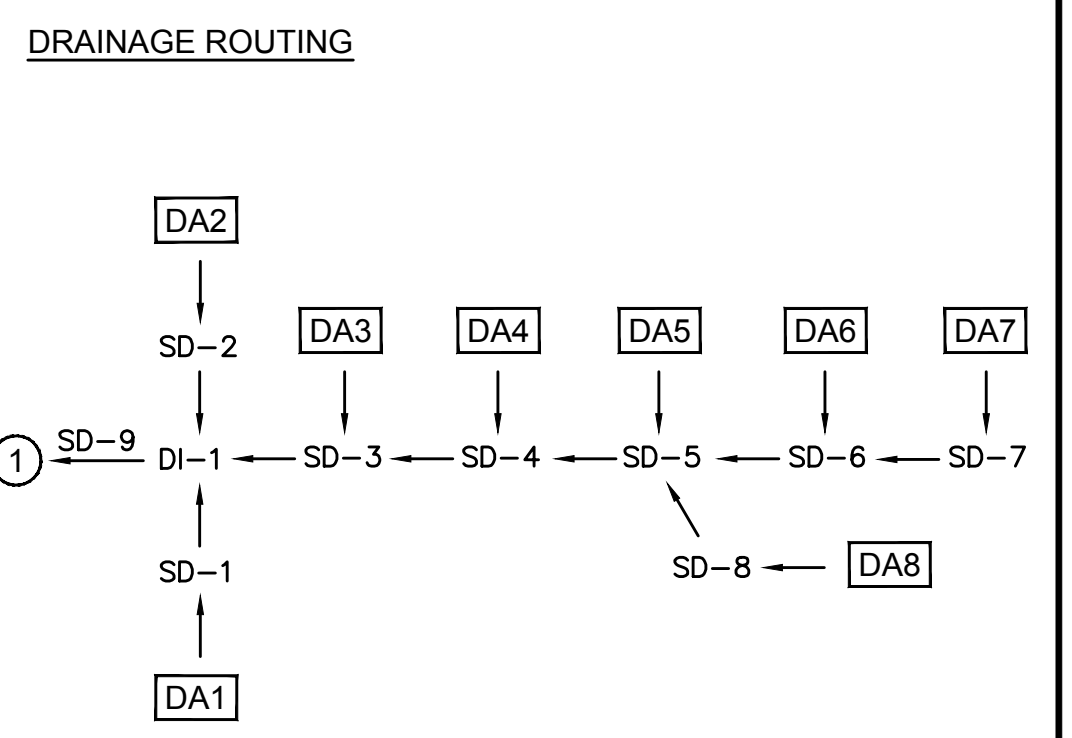 DRAINAGE ROUTING
DA2
SD-2
DA3 DA4 DA5 DA6 DA7
1 SD-9 DI-1 SD-3 SD-4 SD-5 SD-6 SD-7
SD-1 SD-8 DA8
DA1